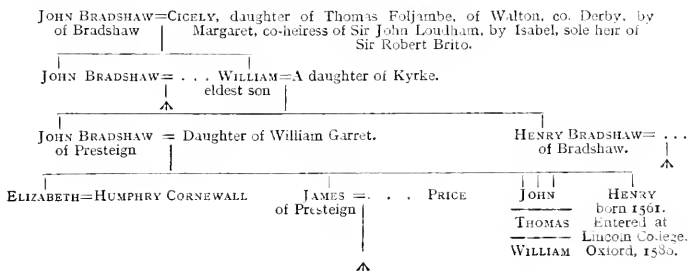 JOHN BRADSHAW=CICELY, daughter of Thomas Foljambe, of Walton, co. Derby, by
of Bradshaw Margaret, co-heiress of Sir John Loudham, by Isabel, sole heir of
Sir Robert Brito.
JOHN BRADSHAW= . . . WILLIAM=A daughter of Kyrke.
eldest son
JOHN BRADSHAW = Daughter of William Garret. HENRY BRADSHAW= . . .
of Presteign of Bradshaw.
ELIZABETH=HUMPHRY CORNEWALL JAMES = . . . PRICE JOHN HENRY
of Presteign born 1561.
THOMAS Entered at
Lincoln College.
WILLIAM Oxford, 1580.